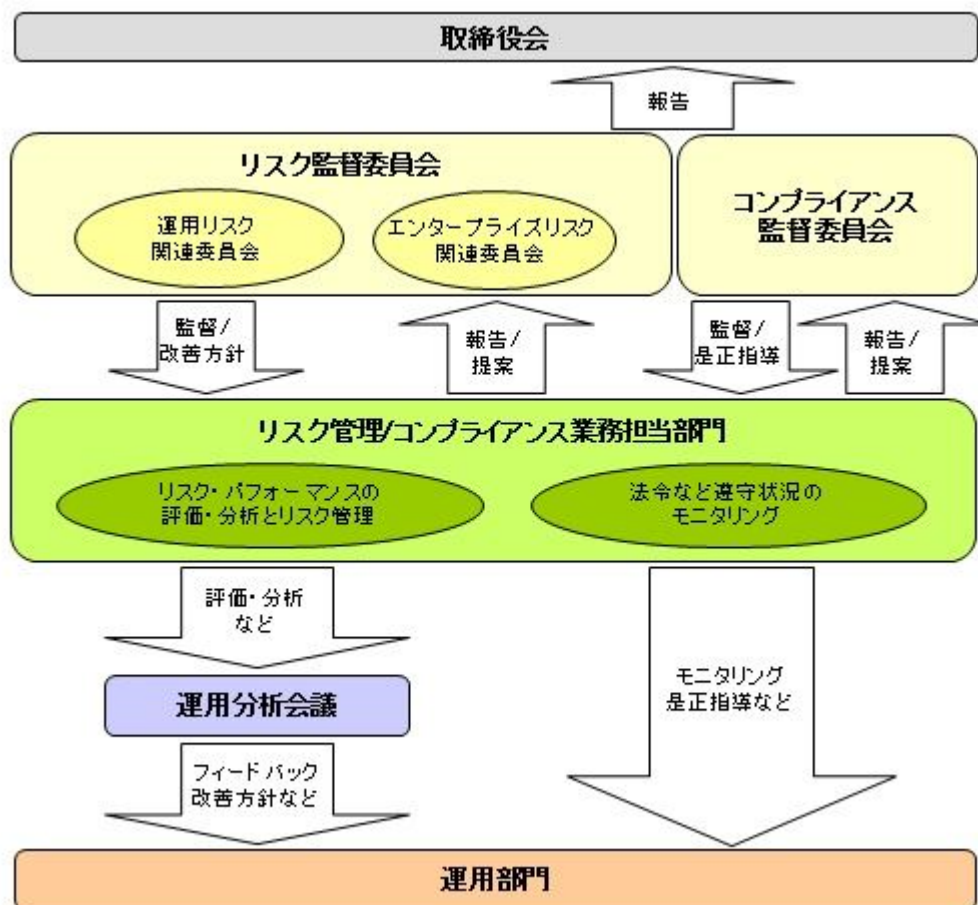 取締役会
報告
リスク監督委員会
運用リスク
関連委員会
エンタープライズリスク
関連委員会
コンプライアンス
監督委員会
監督/
改善方針
報告/
提案
監督/
是正指導
報告/
提案
リスク管理/コンプライアンス業務担当部門
リスク・パフォーマンスの
評価・分析とリスク管理
法令など遵守状況の
モニタリング
評価・分析
など
運用分析会議
モニタリング
是正指導など
フィードバック
改善方針など
運用部門